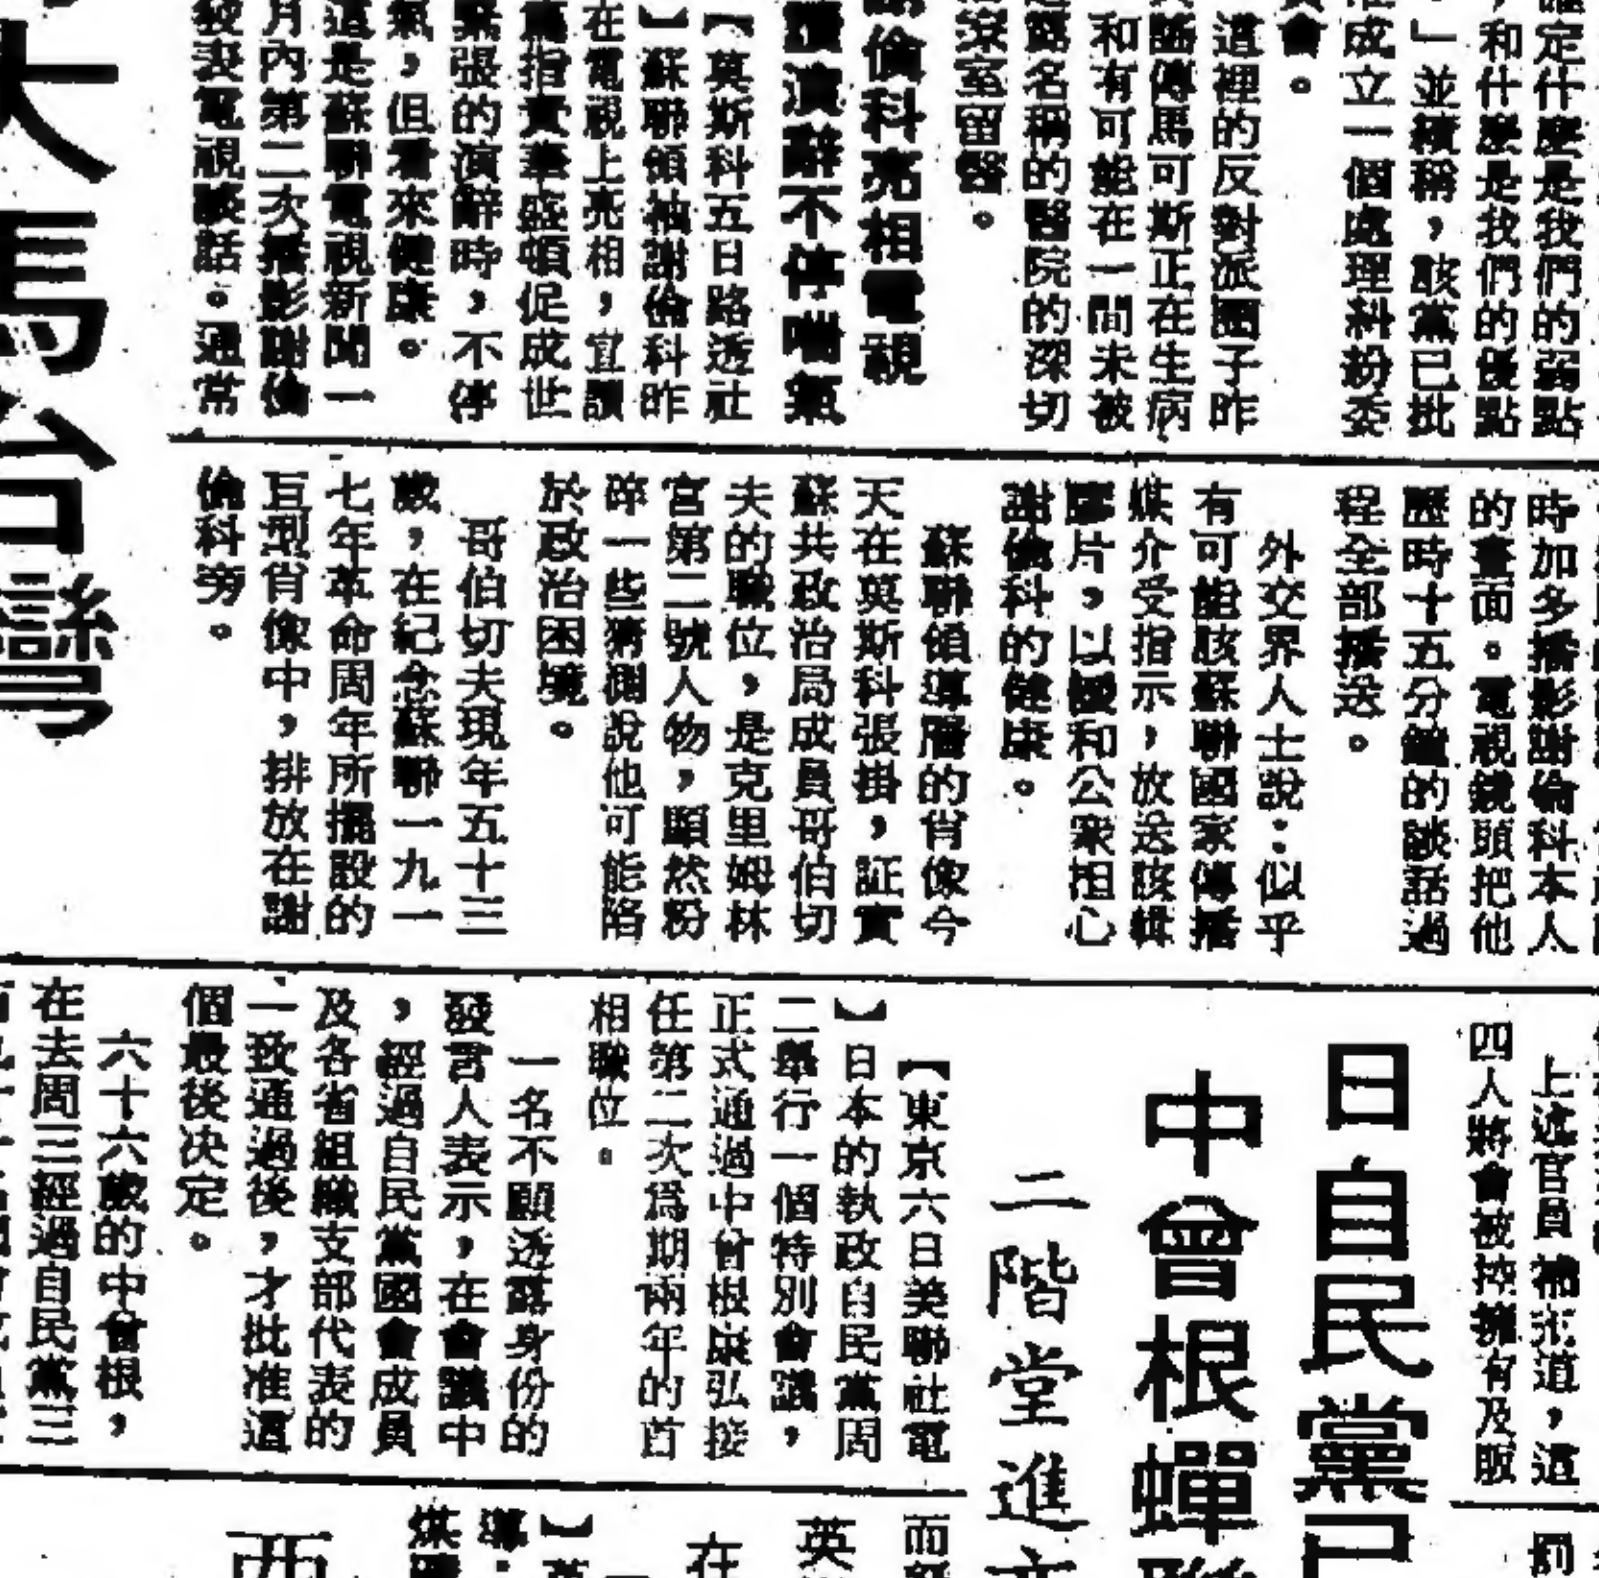 確定什麼是我們的弱點
，和什麼是我們的優點
。」並積稱，該黨已批
准成立一個處理糾紛委
員會。
這裡的反對派團子昨
傳馬可斯正在生病
和有可能在一間未被
透露名稱的醫院的深切
治療室留醫。
謝倫科亮相電視
讀演辭不停喘氣
【莫斯科五日路透社
】蘇聯領袖謝倫科昨
在電視上亮相，宣讀
篇指責華盛頓促成世
緊張的演辭時，不停
氣，但看來健康。
這是蘇聯電視新聞一
月內第二次播影謝倫
發表電視談話。通常
時加多播影謝倫科本人
的畫面。電視鏡頭把他
歷時十五分鐘的談話過
程全部播送。
外交界人士說：似乎
有可能該蘇聯國家傳播
媒介受指示，放送該輯
膠片，以緩和公衆担心
謝倫科的健康。
蘇聯領導層的肖像今
天在莫斯科張掛，証實
蘇共政治局成員哥伯切
夫的職位，是克里姆林
宮第二號人物，顯然粉
碎一些猜測說他可能陷
於政治困境。
哥伯切夫現年五十三
歲，在紀念蘇聯一九一
七年革命周年所擺設的
巨型肖像中，排放在謝
倫科旁。
大馬台灣
上述官員補充道，這
四人將會被控擁有及販
日自民黨已
中曾根蟬聯
二階堂進
【東京六日美聯社電
】日本的執政自民黨周
二舉行一個特別會議，
正式通過中曾根康弘接
任第二次爲期兩年的首
相職位。
一名不願透露身份的
發言人表示，在會議中
，經過自民黨國會成員
及各省組織支部代表的
一致通過後，才批准這
個最後决定。
六十六歲的中曾根，
在去周三經過自民黨三
罰
而
英
在
】
導：
煤
西